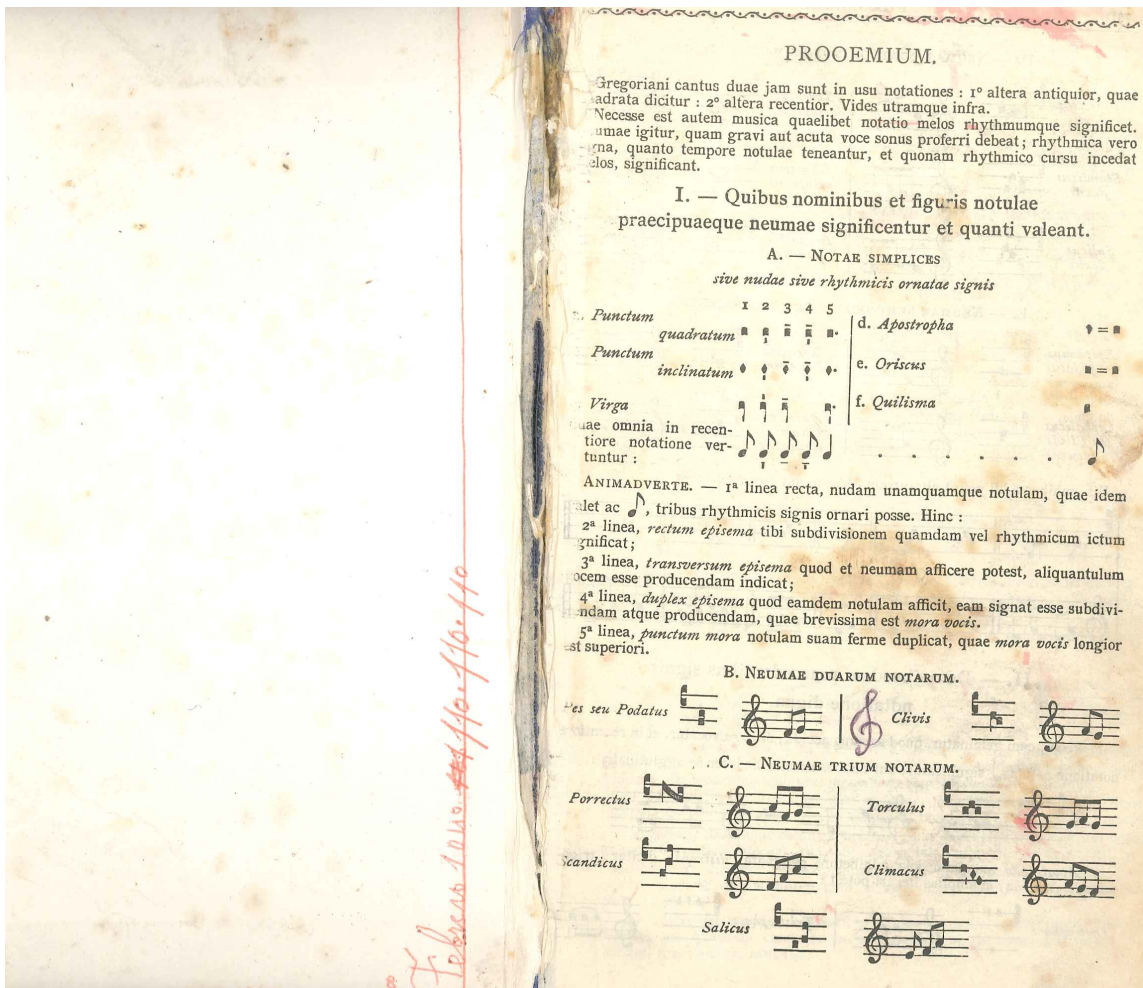 PROOEMIUM.
Gregoriani cantus duae jam sunt in usu notationes : 1º altera antiquior, quae
adrata dicitur : 2º altera recentior. Vides utramque infra.
Necesse est autem musica quaelibet notatio melos rhythmumque significet.
umae igitur, quam gravi aut acuta voce sonus proferri debeat; rhythmica vero
gna, quanto tempore notulae teneantur, et quonam rhythmico cursu incedat
elos, significant.
I. — Quibus nominibus et figuris notulae
praecipuaeque neumae significentur et quanti valeant.
A. — NOTAE SIMPLICES
sive nudae sive rhythmicis ornatae signis
1 2 3 4 5
Punctum
quadratum
Punctum
inclinatum
Virga
uae omnia in recen-
tiore notatione ver-
tuntur :
d. Apostropha =
e. Oriscus =
f. Quilisma
. . . . . .
ANIMADVERTE. — 1ª linea recta, nudam unamquamque notulam, quae idem
alet ac , tribus rhythmicis signis ornari posse. Hinc :
2ª linea, rectum episema tibi subdivisionem quamdam vel rhythmicum ictum
gnificat;
3ª linea, transversum episema quod et neumam afficere potest, aliquantulum
ocem esse producendam indicat;
4ª linea, duplex episema quod eamdem notulam afficit, eam signat esse subdivi-
ndam atque producendam, quae brevissima est mora vocis.
5ª linea, punctum mora notulam suam ferme duplicat, quae mora vocis longior
st superiori.
B. NEUMAE DUARUM NOTARUM.
es seu Podatus
Clivis
C. — NEUMAE TRIUM NOTARUM.
Porrectus
Torculus
Scandicus
Climacus
Salicus